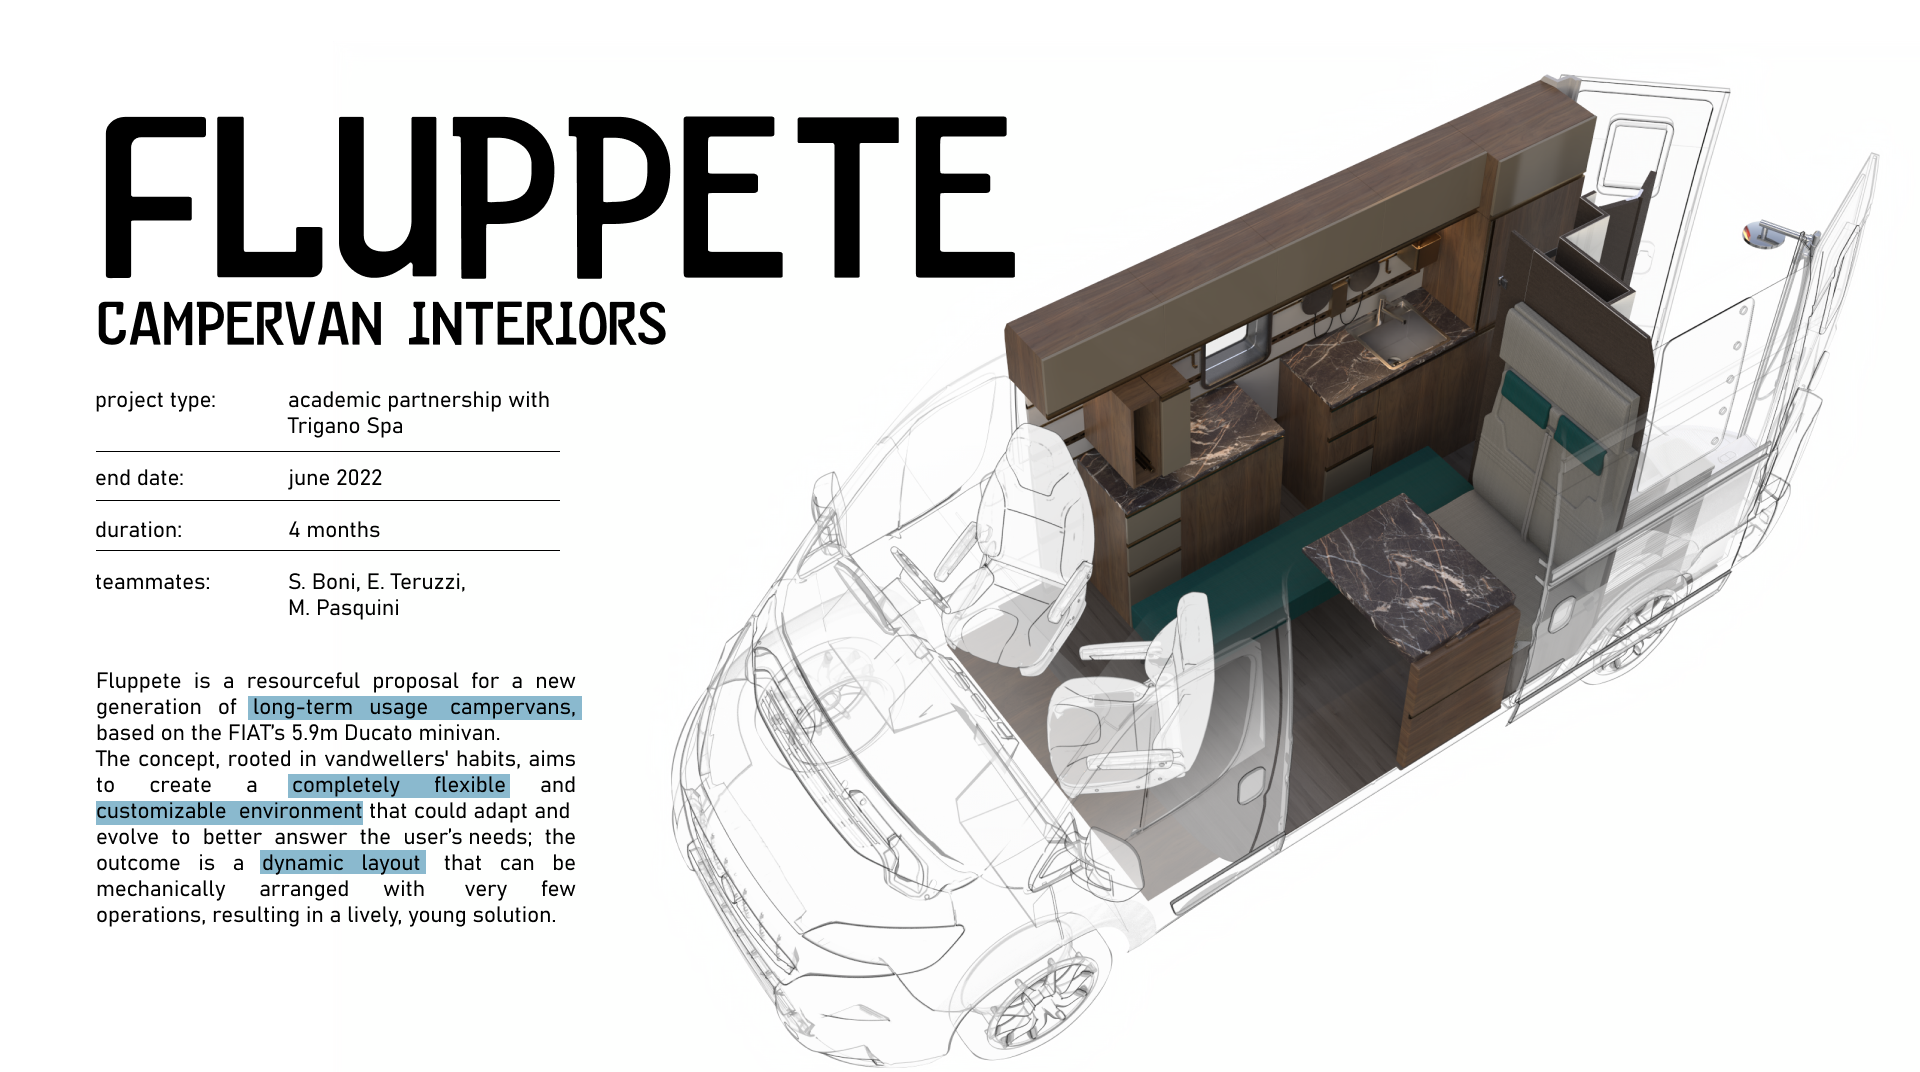 FLUPPETE
CAMPERVAN INTERIORS
project type: academic partnership with
Trigano Spa
end date: june 2022
duration: 4 months
teammates: S. Boni, E. Teruzzi,
M. Pasquini
Fluppete is a resourceful proposal for a new
generation of long-term usage campervans,
based on the FIAT's 5.9m Ducato minivan.
The concept, rooted in vandwellers' habits, aims
to create a completely flexible and
customizable environment that could adapt and
evolve to better answer the user's needs; the
outcome is a dynamic layout that can be
mechanically arranged with very few
operations, resulting in a lively, young solution.